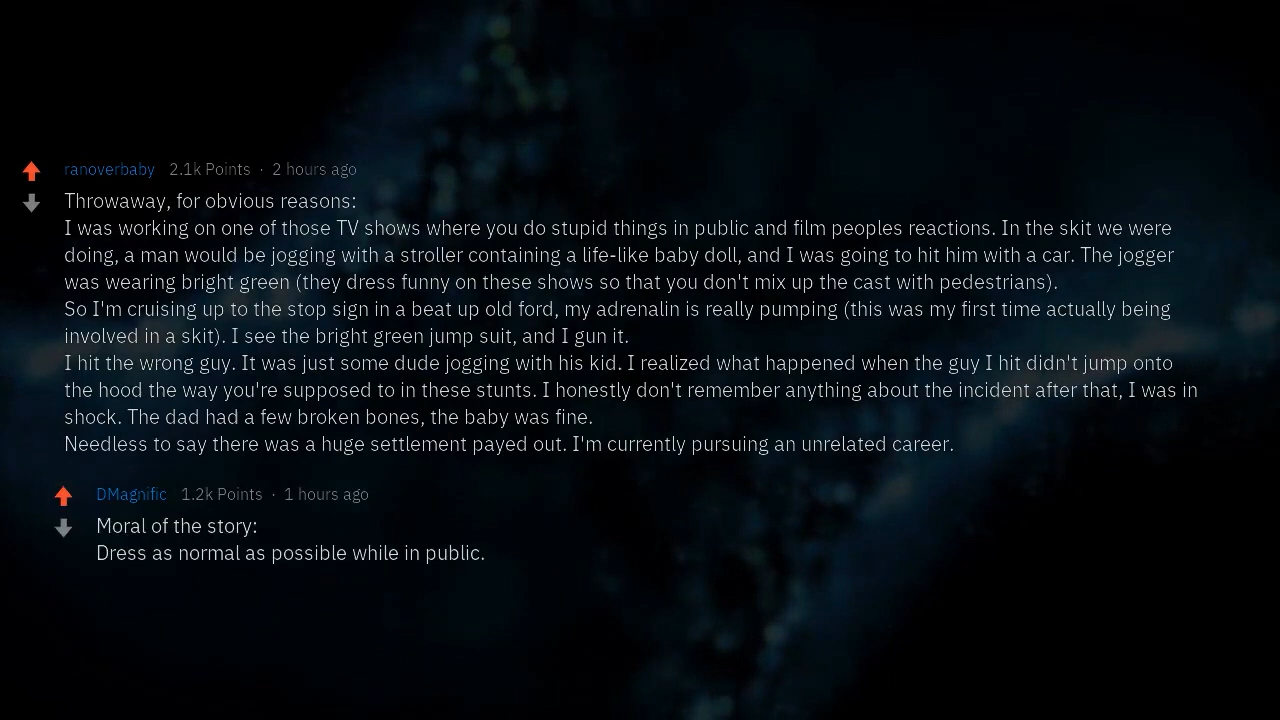 ranoverbaby 2.1k Points · 2 hours ago
Throwaway, for obvious reasons:
I was working on one of those TV shows where you do stupid things in public and film peoples reactions. In the skit we were
doing, a man would be jogging with a stroller containing a life-like baby doll, and I was going to hit him with a car. The jogger
was wearing bright green (they dress funny on these shows so that you don't mix up the cast with pedestrians).
So I'm cruising up to the stop sign in a beat up old ford, my adrenalin is really pumping (this was my first time actually being
involved in a skit). I see the bright green jump suit, and I gun it.
I hit the wrong guy. It was just some dude jogging with his kid. I realized what happened when the guy I hit didn't jump onto
the hood the way you're supposed to in these stunts. I honestly don't remember anything about the incident after that, I was in
shock. The dad had a few broken bones, the baby was fine.
Needless to say there was a huge settlement payed out. I'm currently pursuing an unrelated career.
DMagnific 1.2k Points · 1 hours ago
Moral of the story:
Dress as normal as possible while in public.